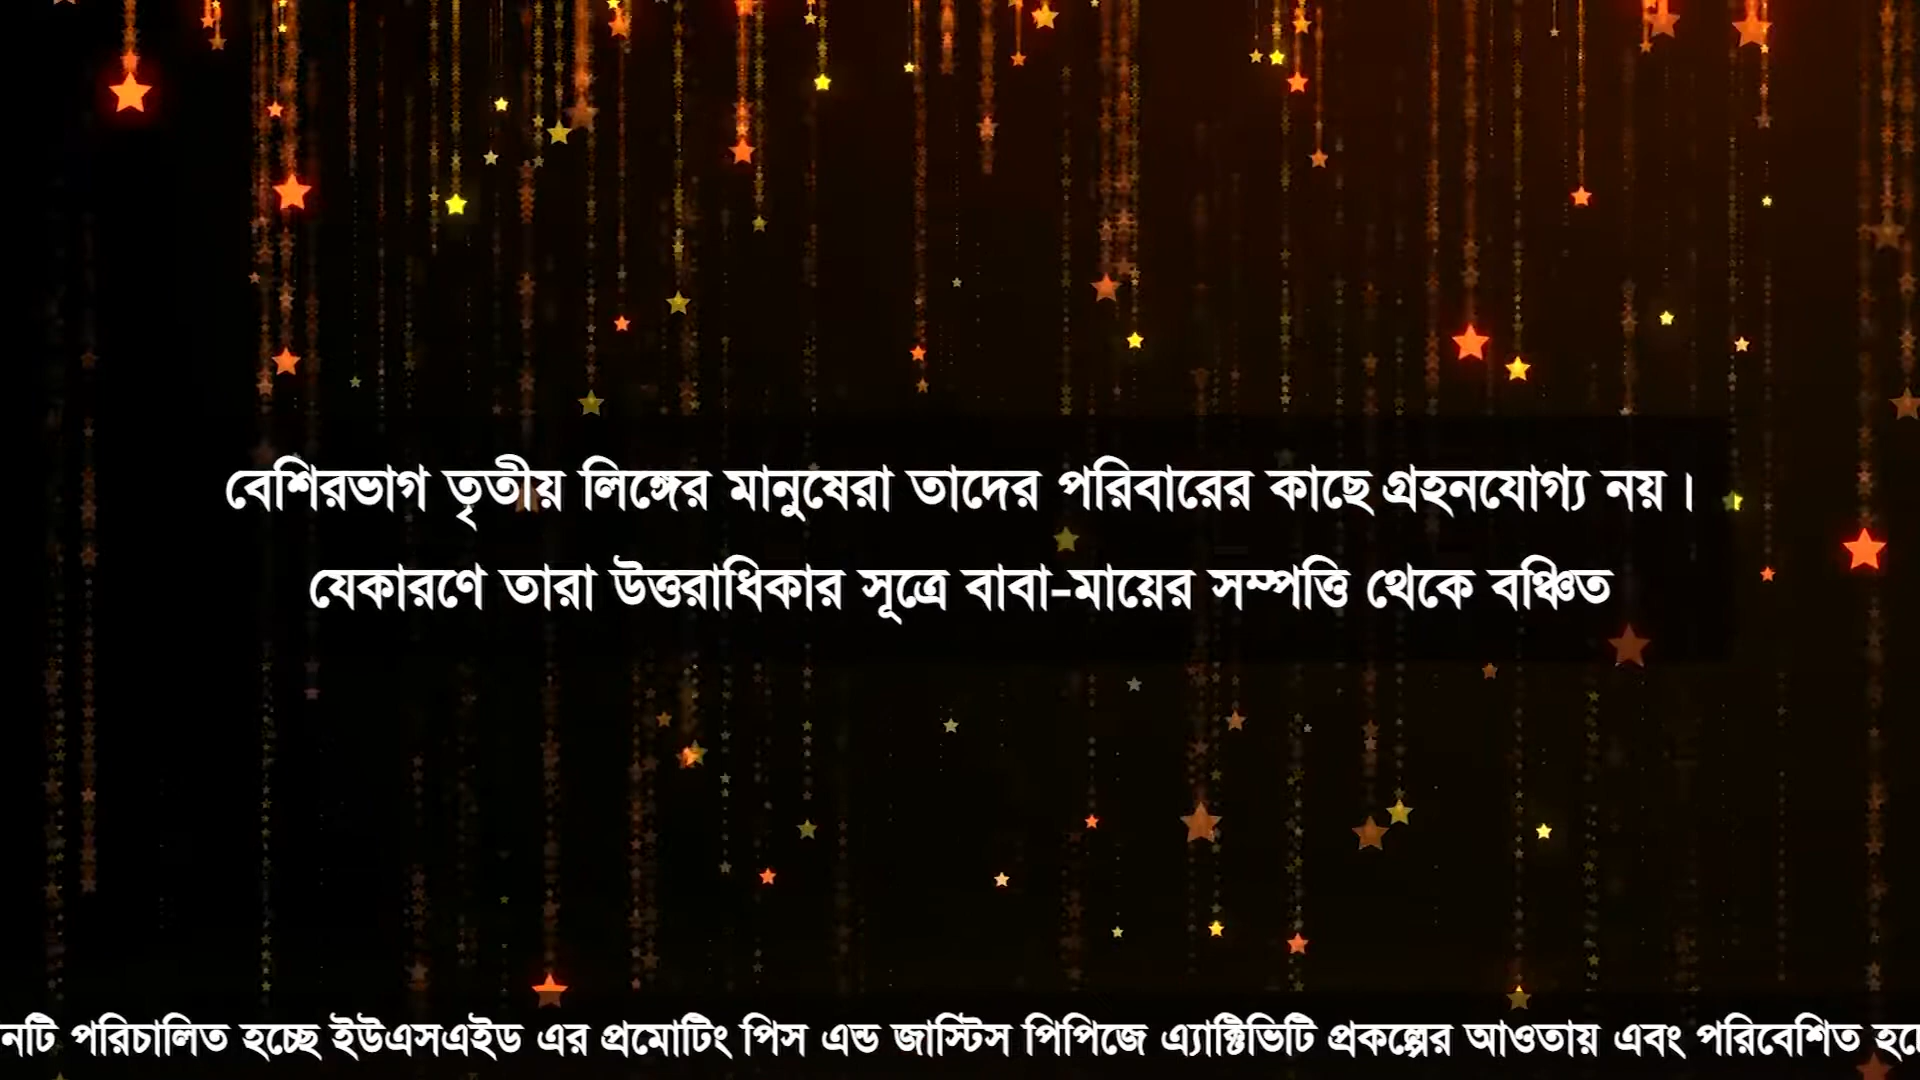 বেশিরভাগ তৃতীয় লিঙ্গের মানুষেরা তাদের পরিবারের কাছে গ্রহনযোগ্য নয়।
যেকারণে তারা উত্তরাধিকার সূত্রে বাবা-মায়ের সম্পত্তি থেকে বঞ্চিত
নটি পরিচালিত হচ্ছে ইউএসএইড এর প্রমোটিং পিস এন্ড জাস্টিস পিপিজে এ্যাক্টিভিটি প্রকল্পের আওতায় এবং পরিবেশিত